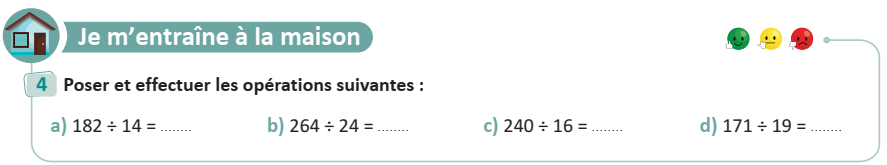 Je m'entraîne à la maison
4 Poser et effectuer les opérations suivantes :
a) 182 ÷ 14 = ........ b) 264 ÷ 24 = ........ c) 240 ÷ 16 = ........ d) 171 ÷ 19 = ........